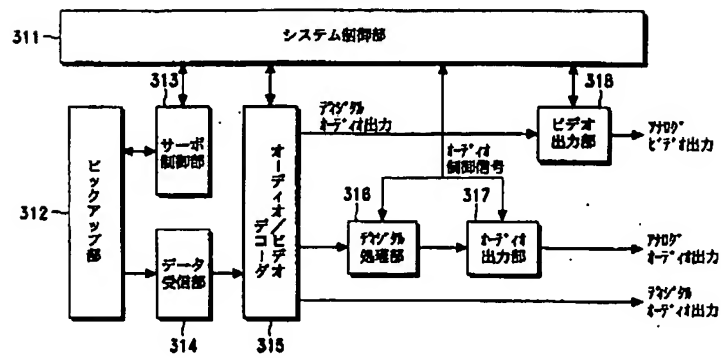 311
システム制御部
313
318
サーボ
制御部
ディジタル
オーディオ出力
ビデオ
出力部
アナログ
ビデオ出力
オーディオ
制御信号
312
ピックアップ部
オーディオ/ビデオ
デコーダ
316
317
ディジタル
処理部
オーディオ
出力部
アナログ
オーディオ出力
データ
受信部
ディジタル
オーディオ出力
314
315